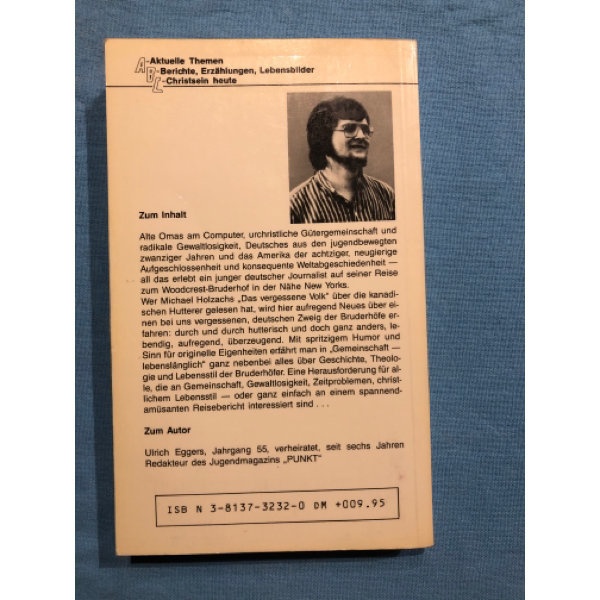 A-Aktuelle Themen
B-Berichte, Erzählungen, Lebensbilder
C-Christsein heute
Zum Inhalt
Alte Omas am Computer, urchristliche Gütergemeinschaft und
radikale Gewaltlosigkeit, Deutsches aus den jugendbewegten
zwanziger Jahren und das Amerika der achtziger, neugierige
Aufgeschlossenheit und konsequente Weltabgeschiedenheit —
all das erlebt ein junger deutscher Journalist auf seiner Reise
zum Woodcrest-Bruderhof in der Nähe New Yorks.
Wer Michael Holzachs „Das vergessene Volk" über die kanadi-
schen Hutterer gelesen hat, wird hier aufregend Neues über ei-
nen bei uns vergessenen, deutschen Zweig der Bruderhöfe er-
fahren: durch und durch hutterisch und doch ganz anders, le-
bendig, aufregend, überzeugend. Mit spritzigem Humor und
Sinn für originelle Eigenheiten erfährt man in „Gemeinschaft —
lebenslänglich" ganz nebenbei alles über Geschichte, Theolo-
gie und Lebensstil der Bruderhöfer. Eine Herausforderung für al-
le, die an Gemeinschaft, Gewaltlosigkeit, Zeitproblemen, christ-
lichem Lebensstil — oder ganz einfach an einem spannend-
amüsanten Reisebericht interessiert sind . . .
Zum Autor
Ulrich Eggers, Jahrgang 55, verheiratet, seit sechs Jahren
Redakteur des Jugendmagazins „PUNKT"
ISB N 3-8137-3232-0 DM +009.95